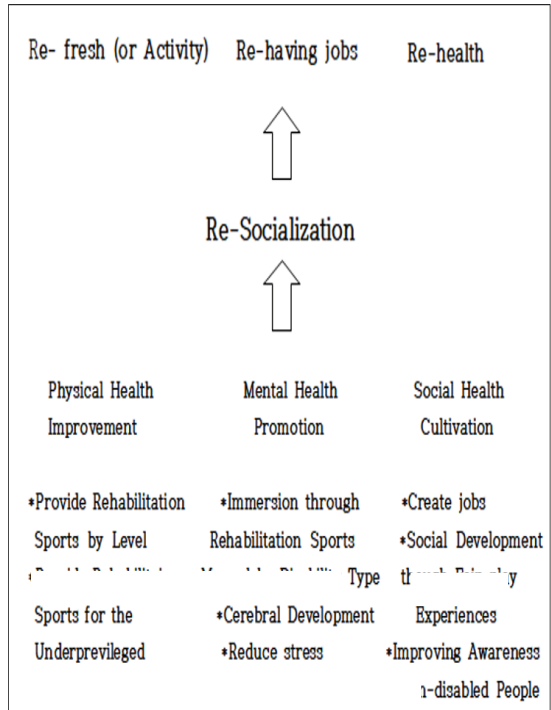 Re- fresh (or Activity) Re-having jobs Re-health
Re-Socialization
Physical Health
Improvement
Mental Health
Promotion
Social Health
Cultivation
*Provide Rehabilitation
Sports by Level
Sports for the
Underprevileged
*Immersion through
Rehabilitation Sports
Type
*Cerebral Development
*Reduce stress
*Create jobs
*Social Development
Experiences
*Improving Awareness
People